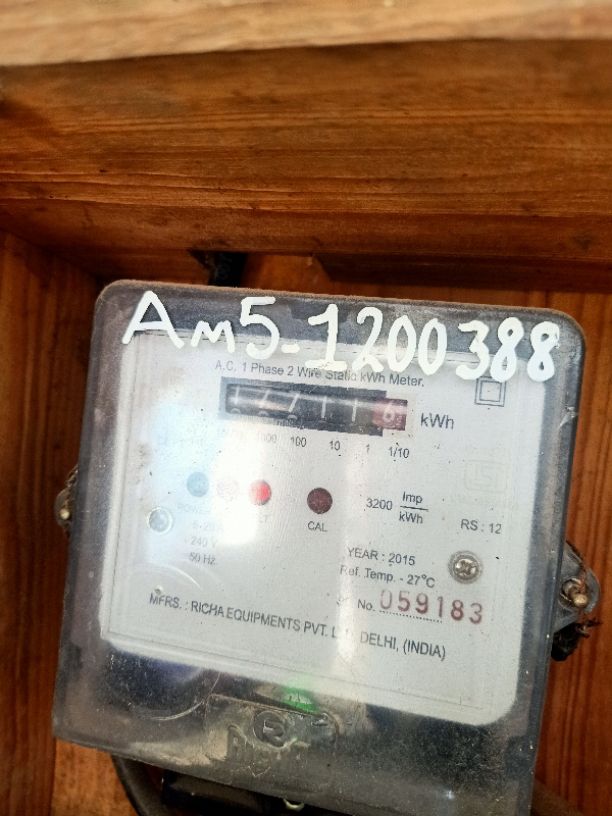 Am5-1200388
A.C. 1 Phase 2 Wire Static kWh Meter.
kWh
100 10 1 1/10
3200 Imp/kWh
CAL
RS : 12
240 V
50 Hz
YEAR : 2015
Ref. Temp. - 27°C
No. 059183
MFRS. : RICHA EQUIPMENTS PVT. DELHI, (INDIA)